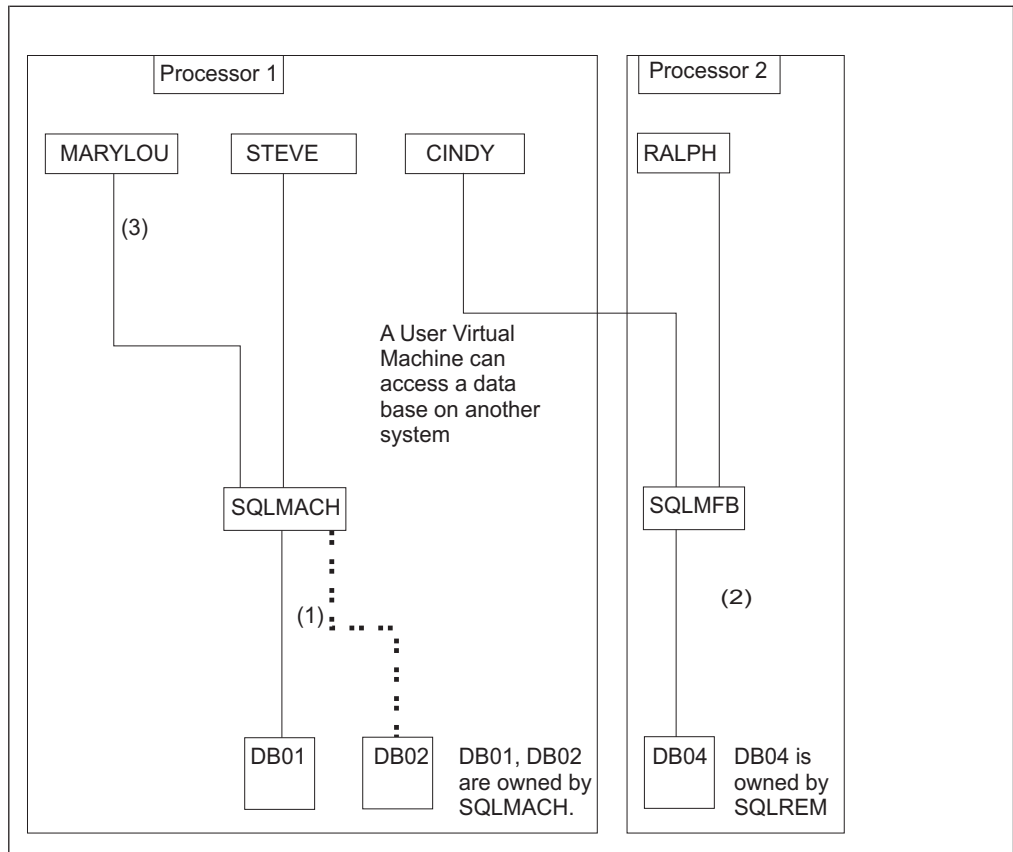 Processor 1
Processor 2
MARYLOU
STEVE
CINDY
RALPH
(3)
A User Virtual
Machine can
access a data
base on another
system
SQLMACH
SQLMFB
(1)
(2)
DB01
DB02
DB01, DB02
are owned by
SQLMACH.
DB04
DB04 is
owned by
SQLREM